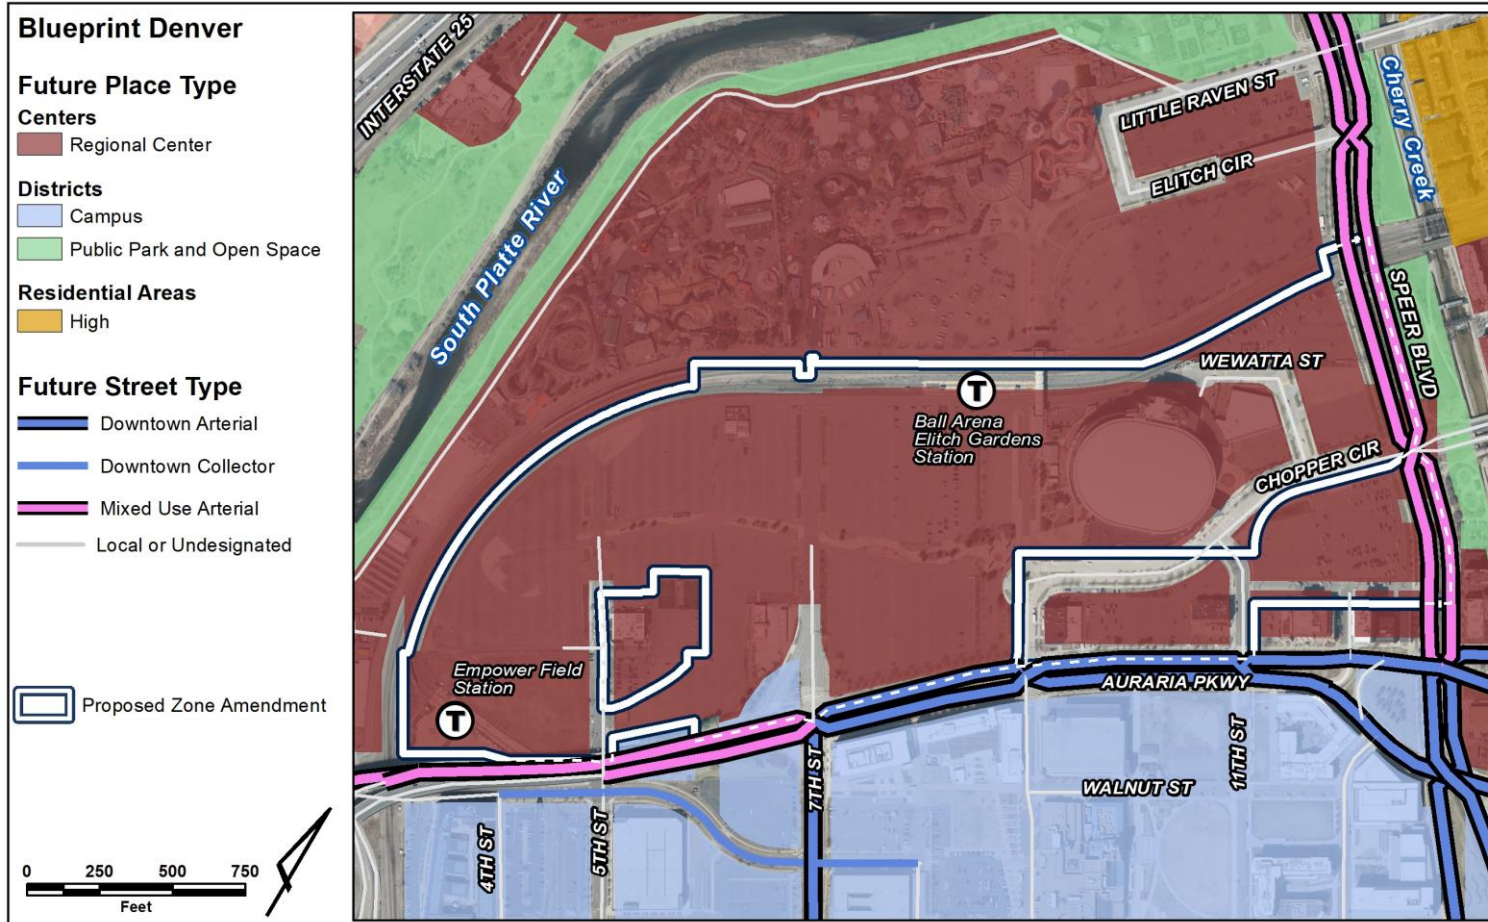 Blueprint Denver
Future Place Type
Centers
Regional Center
Districts
Campus
Public Park and Open Space
Residential Areas
High
Future Street Type
Downtown Arterial
Downtown Collector
Mixed Use Arterial
Local or Undesignated
Proposed Zone Amendment
0 250 500 750
Feet
INTERSTATE 25
South Platte River
LITTLE RAVEN ST
ELITCH CIR
Cherry Creek
SPEER BLVD
WEWATTA ST
T
Ball Arena
Elitch Gardens
Station
CHOPPER CIR
Empower Field
Station
T
AURARIA PKWY
4TH ST
5TH ST
7TH ST
WALNUT ST
11TH ST